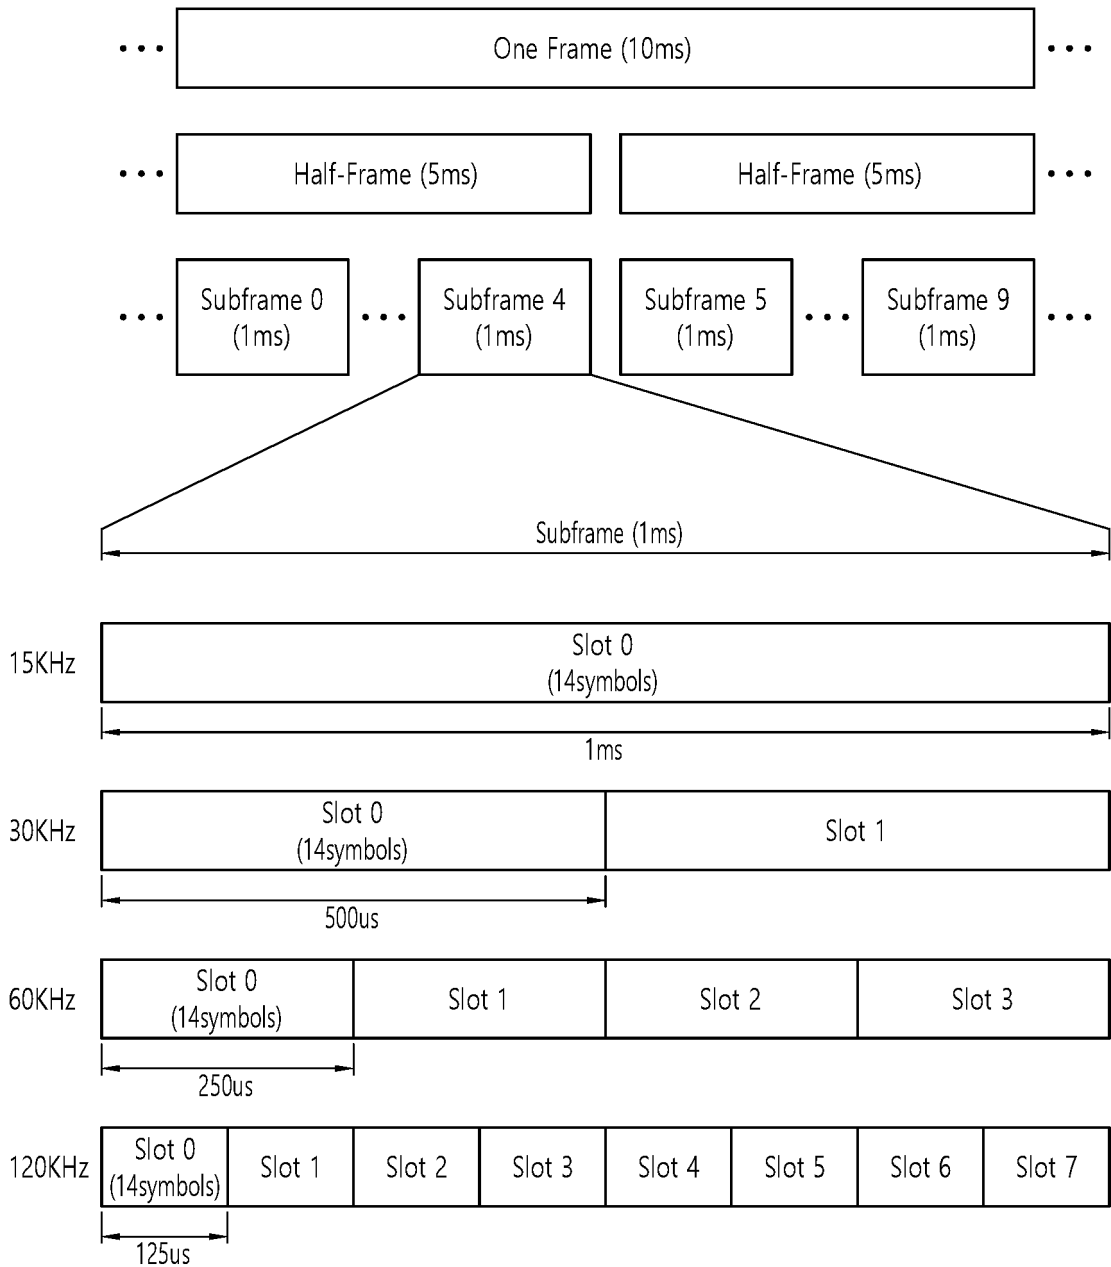 One Frame (10ms)
Half-Frame (5ms) Half-Frame (5ms)
Subframe 0
(1ms)
Subframe 4
(1ms)
Subframe 5
(1ms)
Subframe 9
(1ms)
Subframe (1ms)
15KHz
Slot 0
(14symbols)
1ms
30KHz
Slot 0
(14symbols)
Slot 1
500us
60KHz
Slot 0
(14symbols)
Slot 1
Slot 2
Slot 3
250us
120KHz
Slot 0
(14symbols)
Slot 1
Slot 2
Slot 3
Slot 4
Slot 5
Slot 6
Slot 7
125us